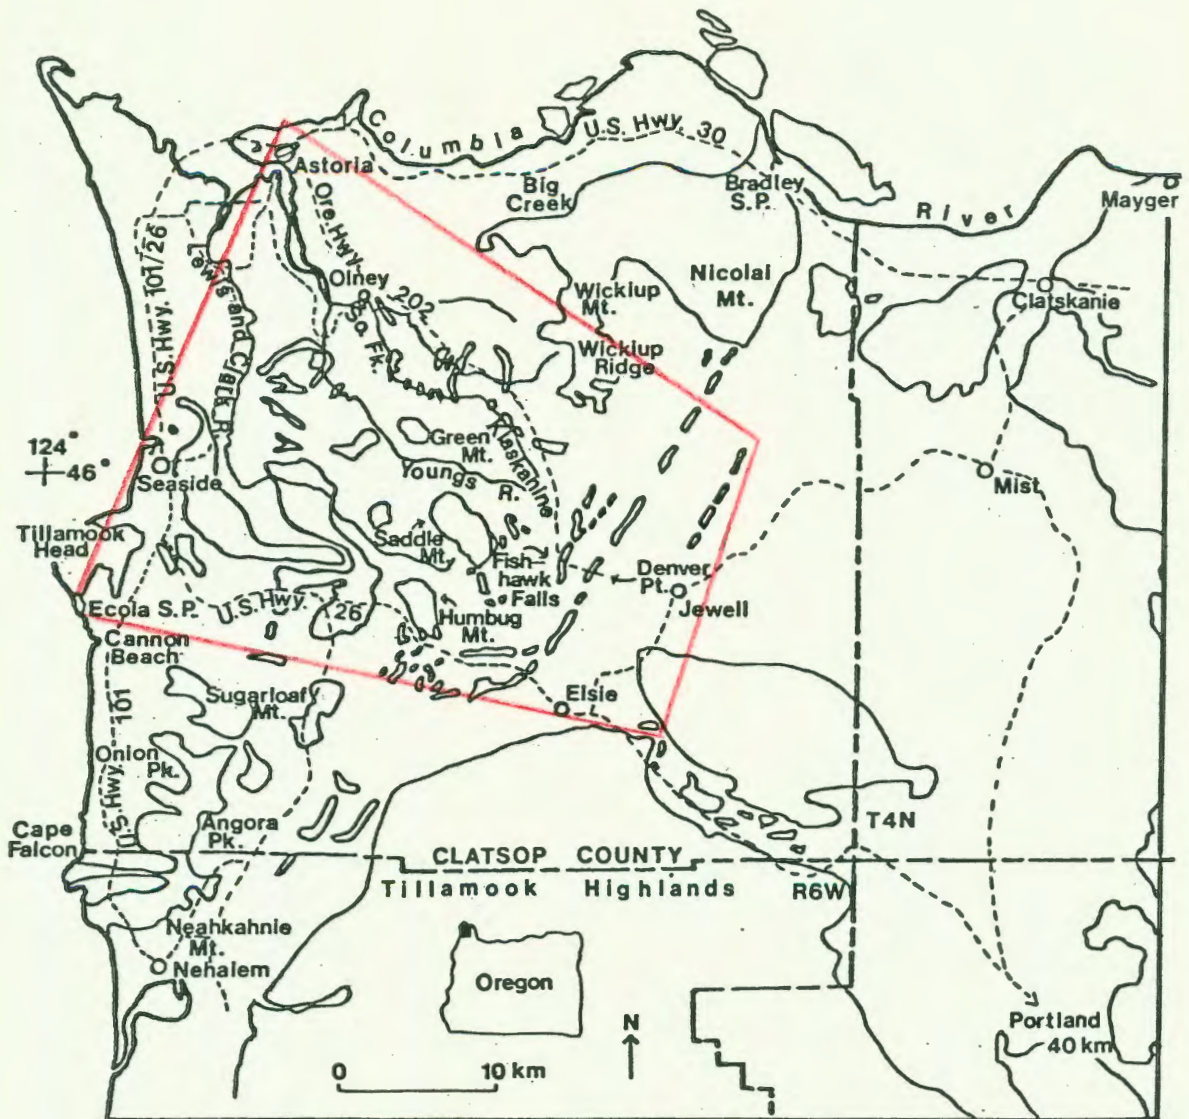 Columbia
River
U.S. Hwy. 30
Astoria
Big
Creek
Bradley
S.P.
Mayger
Ore. Hwy.
202
U.S. Hwy. 101/26
Lewis and Clark R.
Olney
So. Fk.
Klaskanine
Wickiup
Mt.
Nicolai
Mt.
Clatskanie
Wickiup
Ridge
124°
46°
Seaside
Green
Mt.
Youngs
R.
Mist
Tillamook
Head
Saddle
Mt.
Fish-
hawk
Falls
Denver
Pt.
Jewell
Ecola S.P.
U.S. Hwy.
26
Humbug
Mt.
Cannon
Beach
Elsie
Sugarloaf
Mt.
U.S. Hwy. 101
Onion
Pk.
Angora
Pk.
Cape
Falcon
T4N
CLATSOP COUNTY
Tillamook Highlands
R6W
Neahkahnie
Mt.
Nehalem
Oregon
N
Portland
40 km
0 10 km